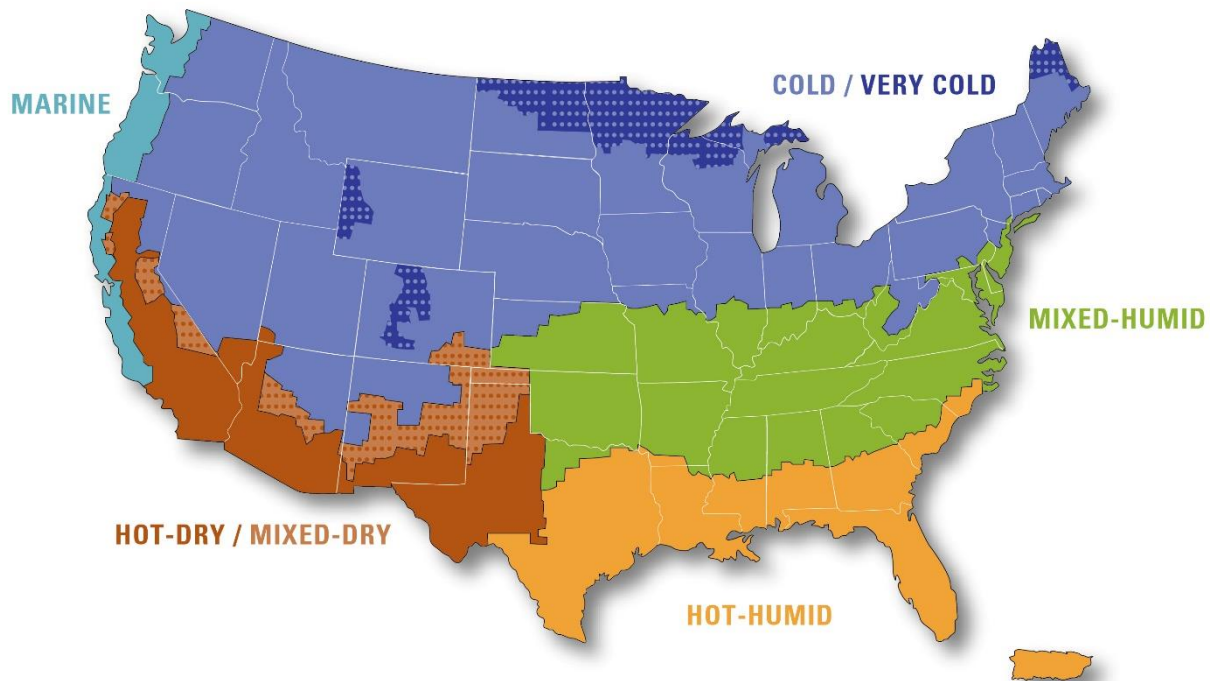 COLD / VERY COLD
MARINE
MIXED-HUMID
HOT-DRY / MIXED-DRY
HOT-HUMID